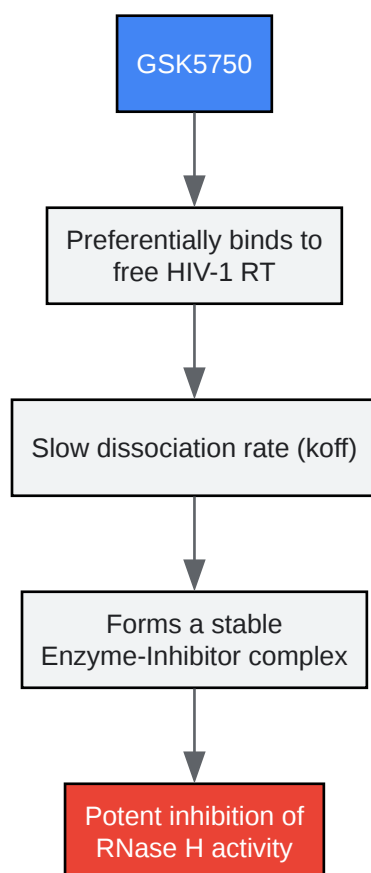 GSK5750
Preferentially binds to
free HIV-1 RT
Slow dissociation rate (koff)
Forms a stable
Enzyme-Inhibitor complex
Potent inhibition of
RNase H activity